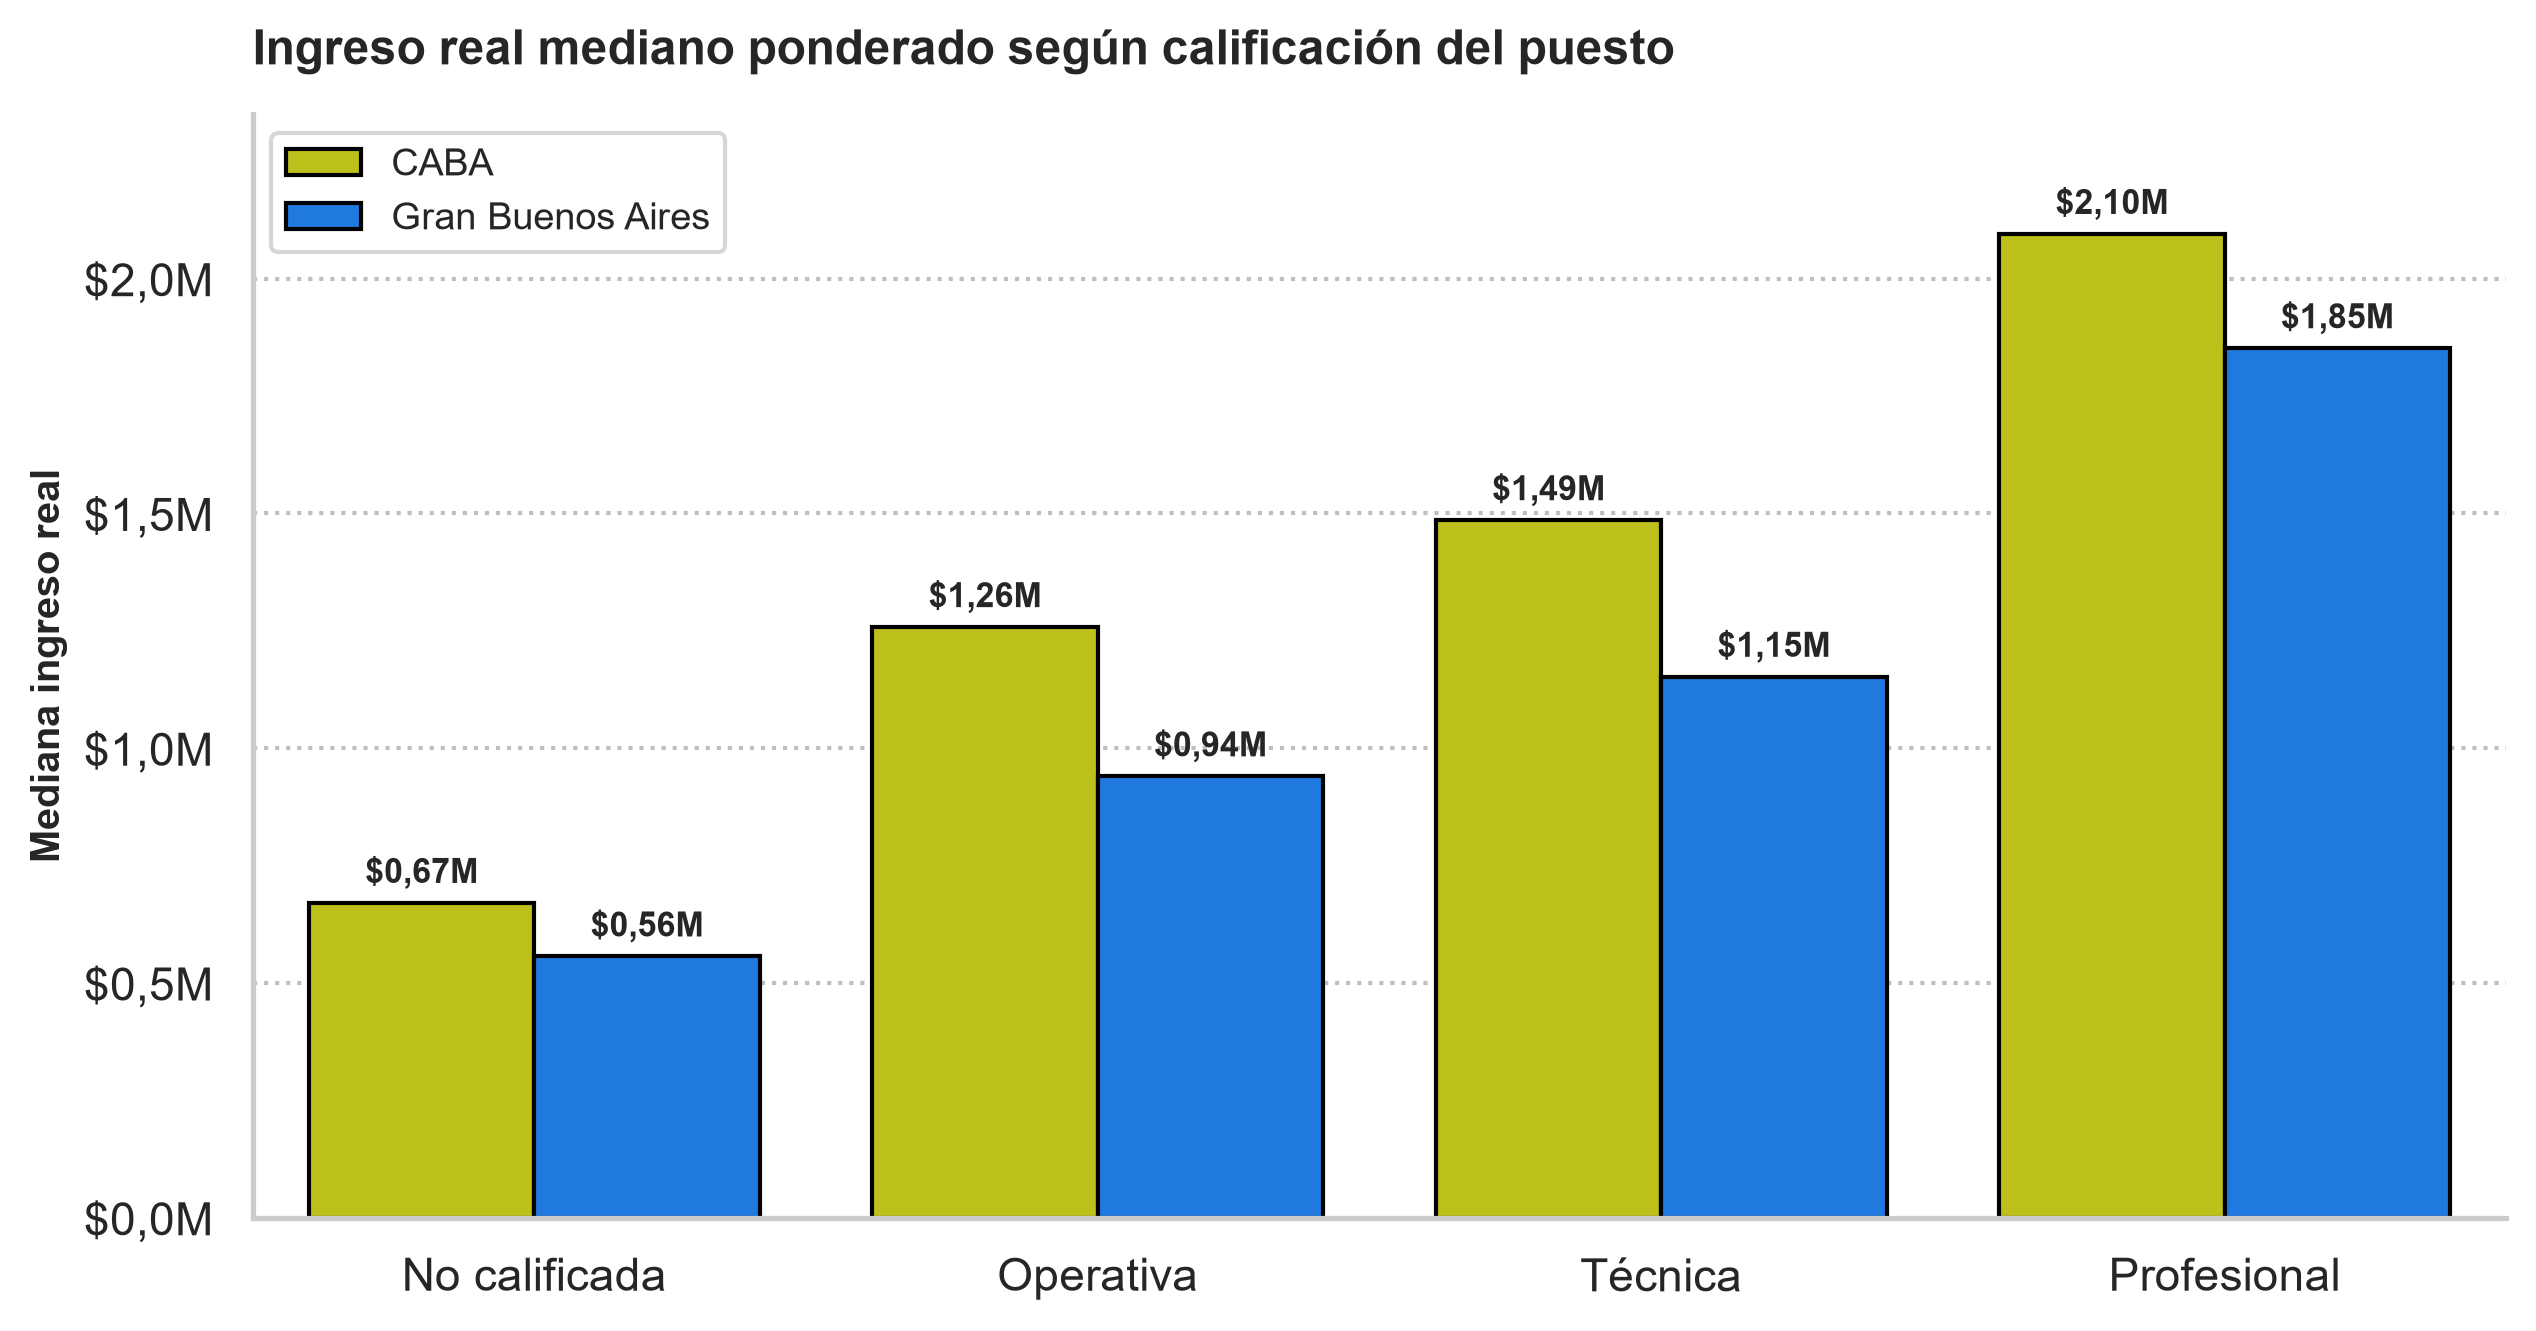 Ingreso real mediano ponderado según calificación del puesto
CABA
Gran Buenos Aires
Mediana ingreso real
$2,0M
$1,5M
$1,0M
$0,5M
$0,0M
$0,67M
$0,56M
$1,26M
$0,94M
$1,49M
$1,15M
$2,10M
$1,85M
No calificada
Operativa
Técnica
Profesional